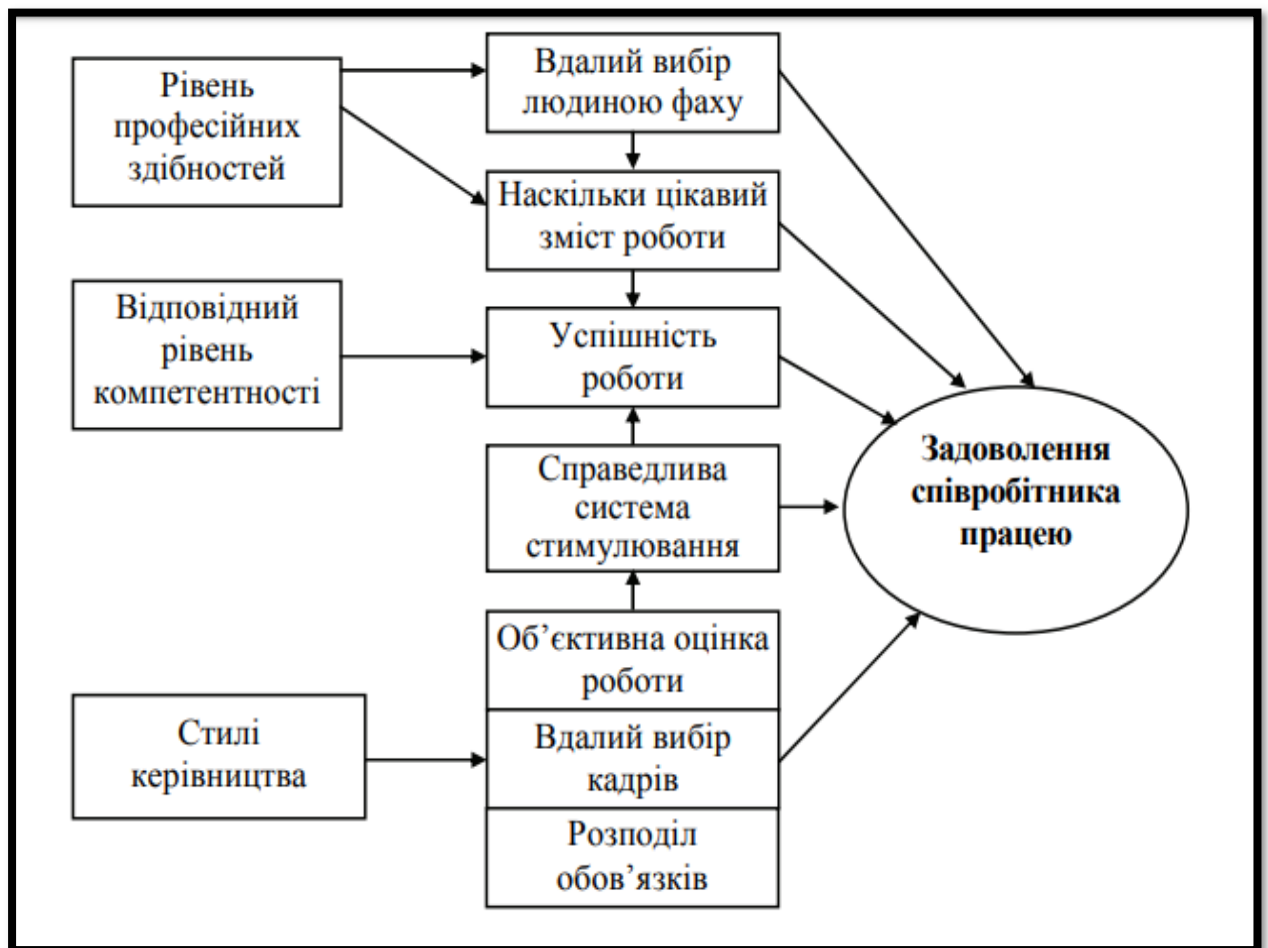 Рівень
професійних
здібностей
Вдалий вибір
людиною фаху
Наскільки цікавий
зміст роботи
Відповідний
рівень
компетентності
Успішність
роботи
Справедлива
система
стимулювання
Задоволення
співробітника
працею
Об’єктивна оцінка
роботи
Стилі
керівництва
Вдалий вибір
кадрів
Розподіл
обов’язків